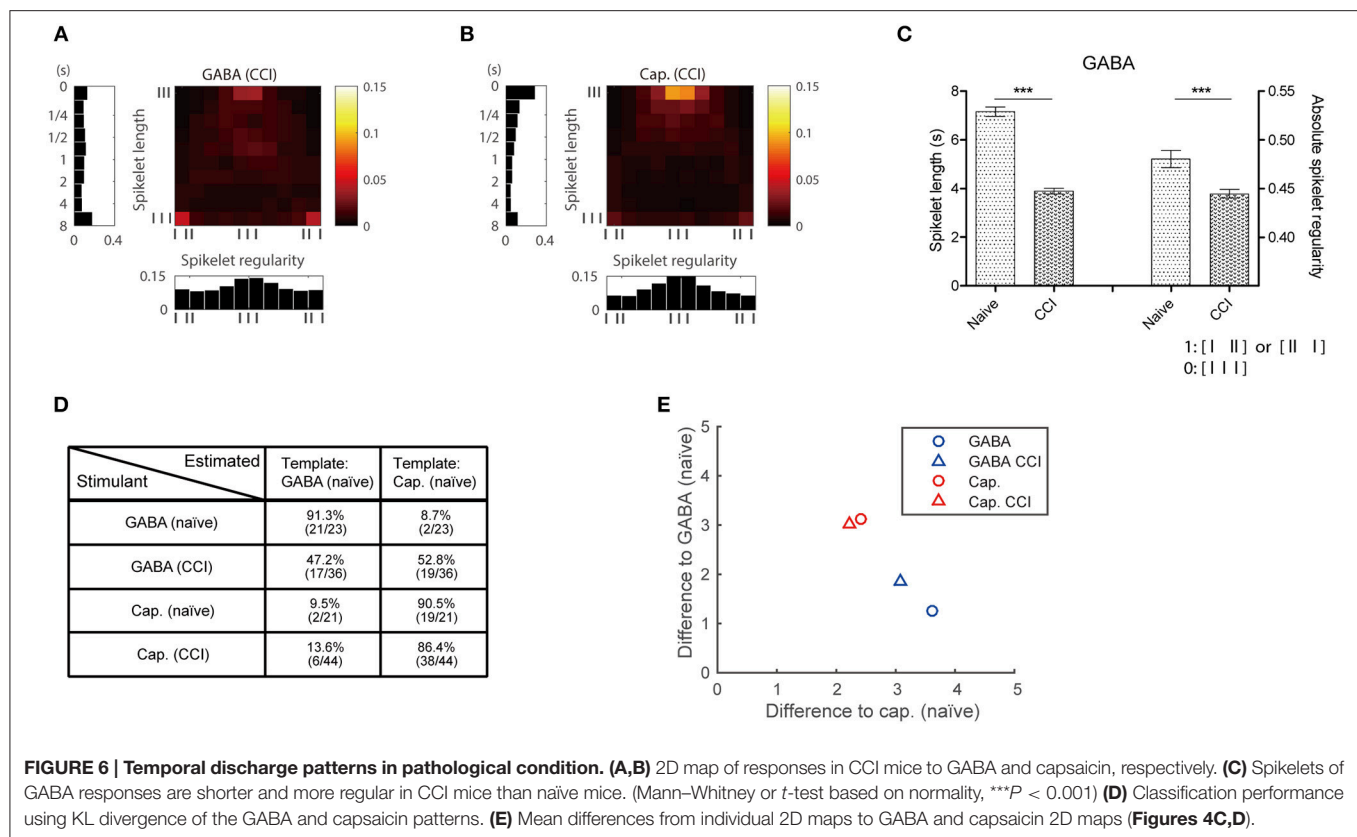 A
(s)
GABA (CCI)
0
1/4
1/2
1
2
4
8
Spikelet length
0.15
0.1
0.05
0
0 0.4
Spikelet regularity
0.15
0
B
(s)
Cap. (CCI)
0
1/4
1/2
1
2
4
8
Spikelet length
0.15
0.1
0.05
0
0 0.4
Spikelet regularity
0.15
0
C
GABA
*** ***
8
6
4
2
0
Spikelet length (s)
0.55
0.50
0.45
0.40
Absolute spikelet regularity
Naive CCI Naive CCI
1: [ I II ] or [ II I ]
0: [ I I I ]
D
Estimated
Stimulant
Template: GABA (naïve)
Template: Cap. (naïve)
GABA (naïve) 91.3% (21/23) 8.7% (2/23)
GABA (CCI) 47.2% (17/36) 52.8% (19/36)
Cap. (naïve) 9.5% (2/21) 90.5% (19/21)
Cap. (CCI) 13.6% (6/44) 86.4% (38/44)
E
5
4
3
2
1
0
Difference to GABA (naïve)
GABA
GABA CCI
Cap.
Cap. CCI
0 1 2 3 4 5
Difference to cap. (naïve)
FIGURE 6 | Temporal discharge patterns in pathological condition. (A,B) 2D map of responses in CCI mice to GABA and capsaicin, respectively. (C) Spikelets of
GABA responses are shorter and more regular in CCI mice than naïve mice. (Mann–Whitney or t-test based on normality, ***P < 0.001) (D) Classification performance
using KL divergence of the GABA and capsaicin patterns. (E) Mean differences from individual 2D maps to GABA and capsaicin 2D maps (Figures 4C,D).